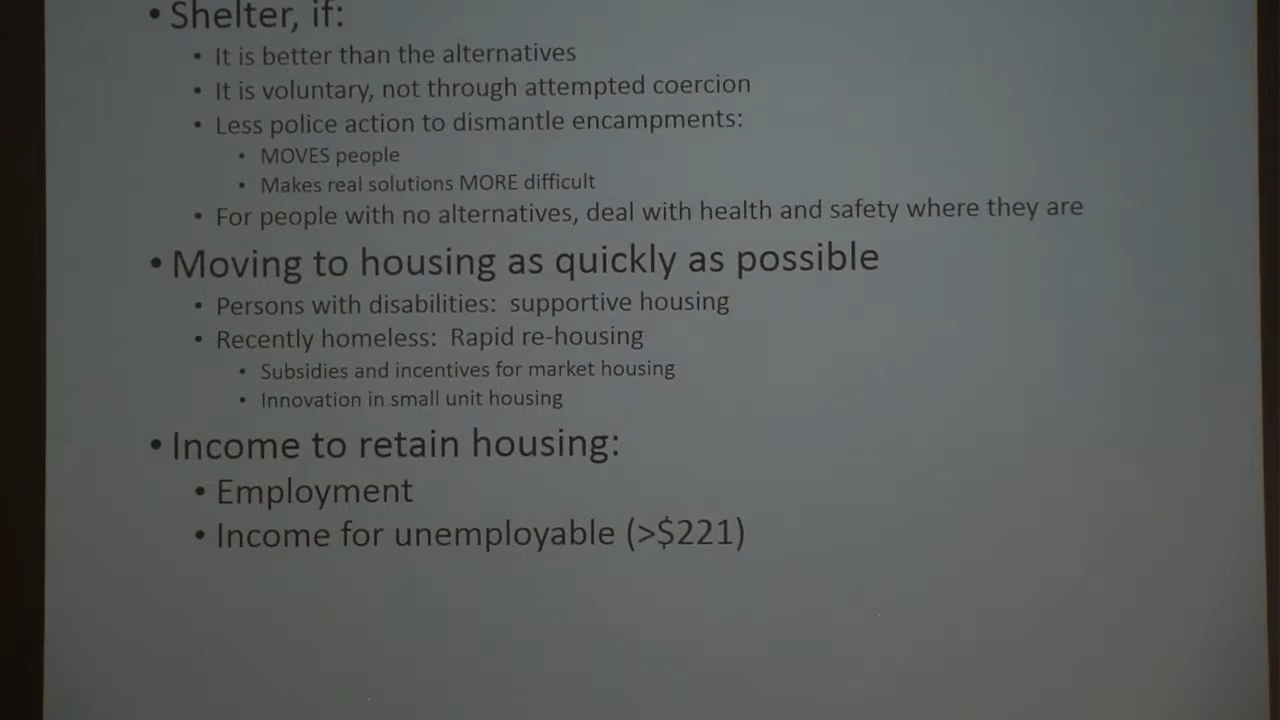 • Shelter, if:
• It is better than the alternatives
• It is voluntary, not through attempted coercion
• Less police action to dismantle encampments:
• MOVES people
• Makes real solutions MORE difficult
• For people with no alternatives, deal with health and safety where they are
• Moving to housing as quickly as possible
• Persons with disabilities: supportive housing
• Recently homeless: Rapid re-housing
• Subsidies and incentives for market housing
• Innovation in small unit housing
• Income to retain housing:
• Employment
• Income for unemployable (>$221)